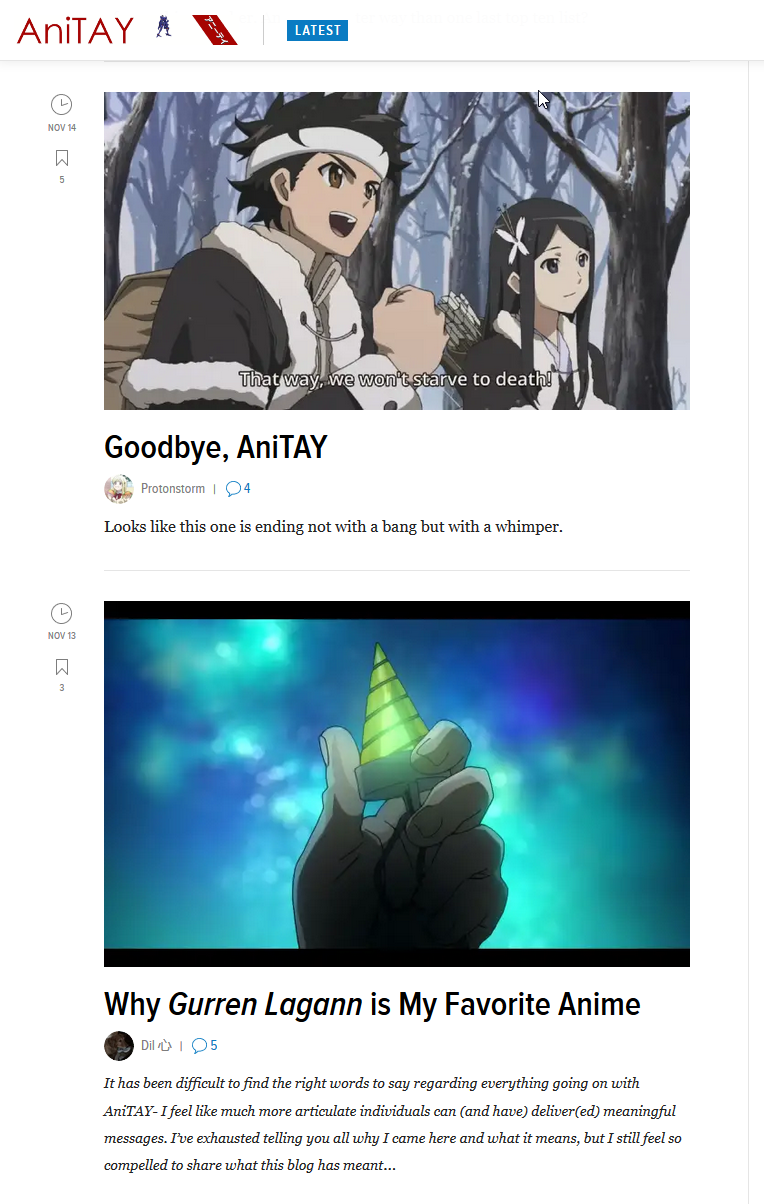 AniTAY
アニテイ
LATEST
NOV 14
5
That way, we won't starve to death!
Goodbye, AniTAY
Protonstorm | 4
Looks like this one is ending not with a bang but with a whimper.
NOV 13
3
Why Gurren Lagann is My Favorite Anime
Dil 心 | 5
It has been difficult to find the right words to say regarding everything going on with
AniTAY- I feel like much more articulate individuals can (and have) deliver(ed) meaningful
messages. I've exhausted telling you all why I came here and what it means, but I still feel so
compelled to share what this blog has meant...